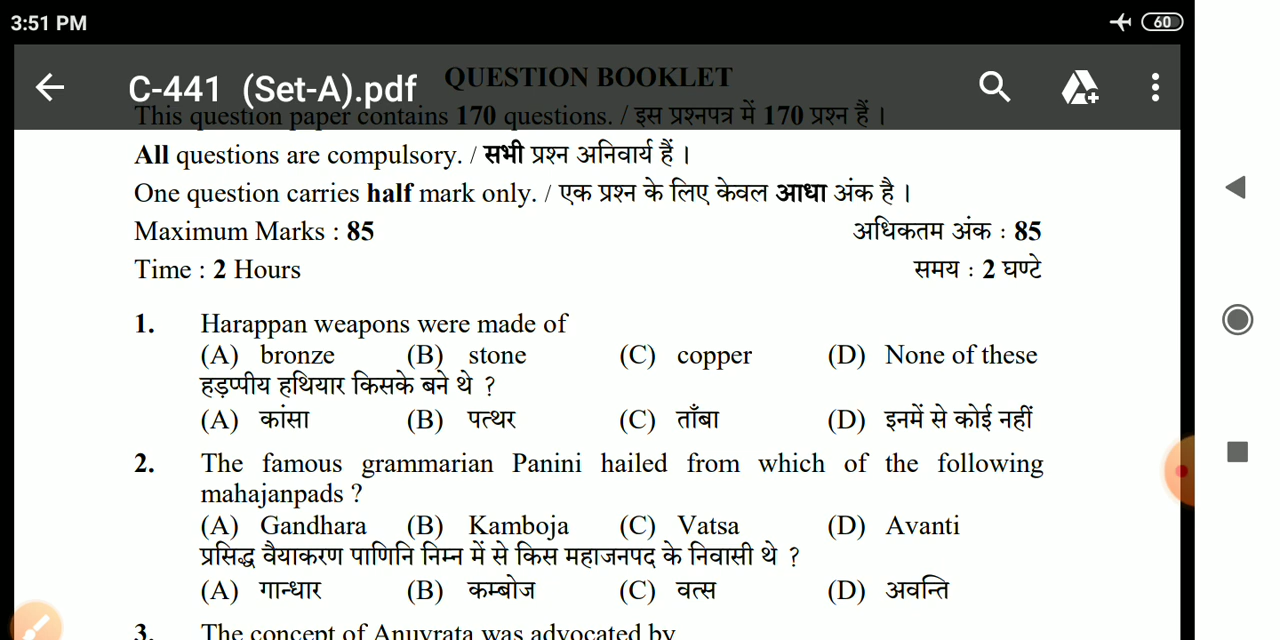 3:51 PM
60
C-441 (Set-A).pdf
QUESTION BOOKLET
This question paper contains 170 questions. / इस प्रश्नपत्र में 170 प्रश्न हैं ।
All questions are compulsory. / सभी प्रश्न अनिवार्य हैं ।
One question carries half mark only. / एक प्रश्न के लिए केवल आधा अंक है ।
Maximum Marks : 85 अधिकतम अंक : 85
Time : 2 Hours समय : 2 घण्टे
1. Harappan weapons were made of
(A) bronze (B) stone (C) copper (D) None of these
हड़प्पीय हथियार किसके बने थे ?
(A) कांसा (B) पत्थर (C) ताँबा (D) इनमें से कोई नहीं
2. The famous grammarian Panini hailed from which of the following
mahajanpads ?
(A) Gandhara (B) Kamboja (C) Vatsa (D) Avanti
प्रसिद्ध वैयाकरण पाणिनि निम्न में से किस महाजनपद के निवासी थे ?
(A) गान्धार (B) कम्बोज (C) वत्स (D) अवन्ति
3. The concept of Anuvrata was advocated by